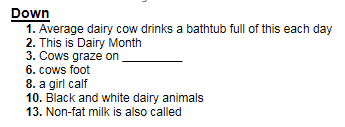 Down
1. Average dairy cow drinks a bathtub full of this each day
2. This is Dairy Month
3. Cows graze on __________
6. cows foot
8. a girl calf
10. Black and white dairy animals
13. Non-fat milk is also called